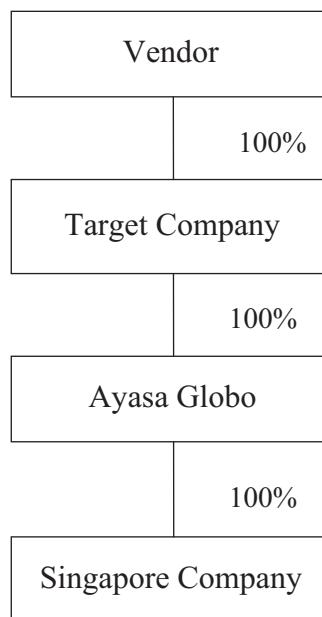 Vendor
100%
Target Company
100%
Ayasa Globo
100%
Singapore Company